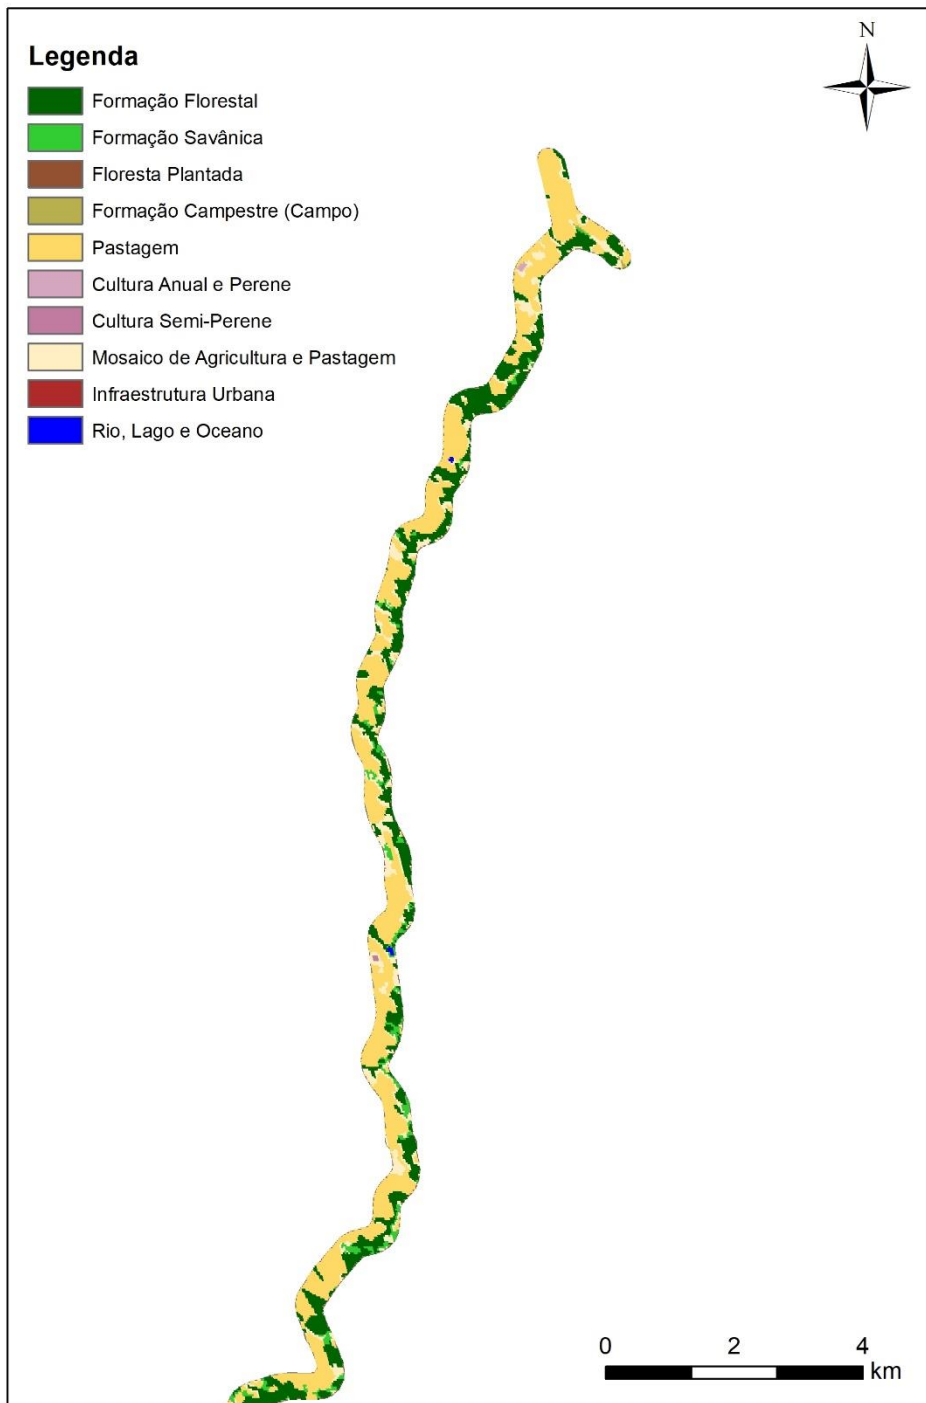 N
Legenda
Formação Florestal
Formação Savânica
Floresta Plantada
Formação Campestre (Campo)
Pastagem
Cultura Anual e Perene
Cultura Semi-Perene
Mosaico de Agricultura e Pastagem
Infraestrutura Urbana
Rio, Lago e Oceano
0 2 4
km